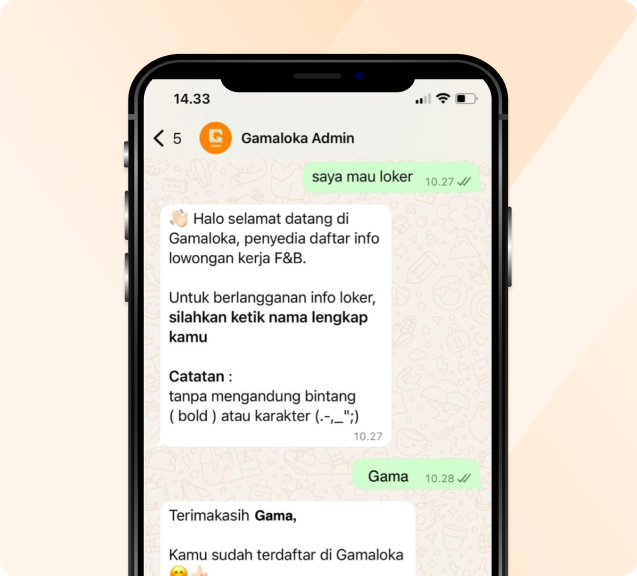 14.33
5
Gamaloka Admin
saya mau loker 10.27
👋🏻 Halo selamat datang di
Gamaloka, penyedia daftar info
lowongan kerja F&B.
Untuk berlangganan info loker,
silahkan ketik nama lengkap
kamu
Catatan :
tanpa mengandung bintang
( bold ) atau karakter (.-,_";)
10.27
Gama 10.28
Terimakasih Gama,
Kamu sudah terdaftar di Gamaloka